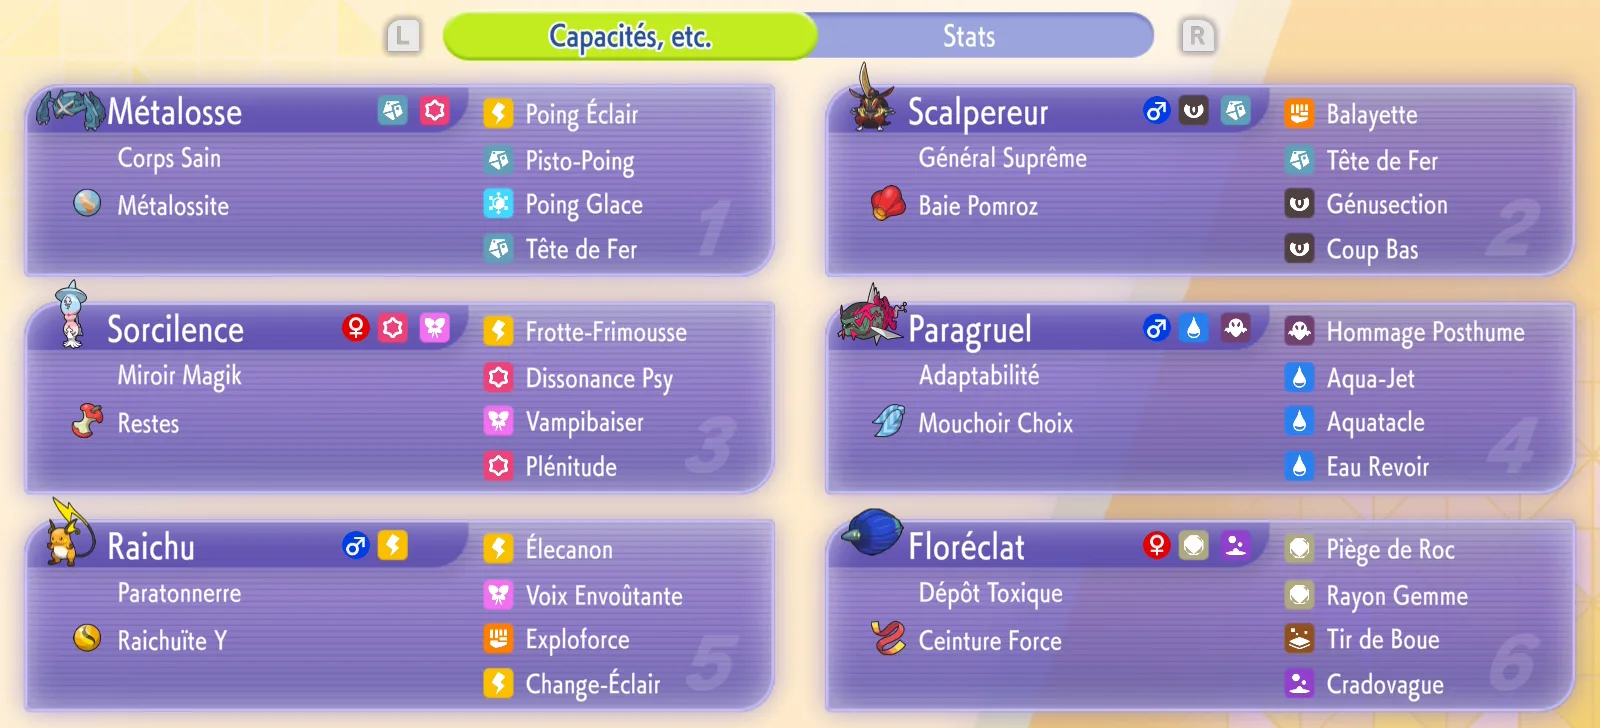 L
Capacités, etc.
Stats
R
Métalosse
Corps Sain
Métalossite
Poing Éclair
Pisto-Poing
Poing Glace
Tête de Fer
1
Scalpereur
Général Suprême
Baie Pomroz
Balayette
Tête de Fer
Génusection
Coup Bas
2
Sorcilence
Miroir Magik
Restes
Frotte-Frimousse
Dissonance Psy
Vampibaiser
Plénitude
3
Paragruel
Adaptabilité
Mouchoir Choix
Hommage Posthume
Aqua-Jet
Aquatacle
Eau Revoir
4
Raichu
Paratonnerre
Raichuïte Y
Élecanon
Voix Envoûtante
Exploforce
Change-Éclair
5
Floréclat
Dépôt Toxique
Ceinture Force
Piège de Roc
Rayon Gemme
Tir de Boue
Cradovague
6